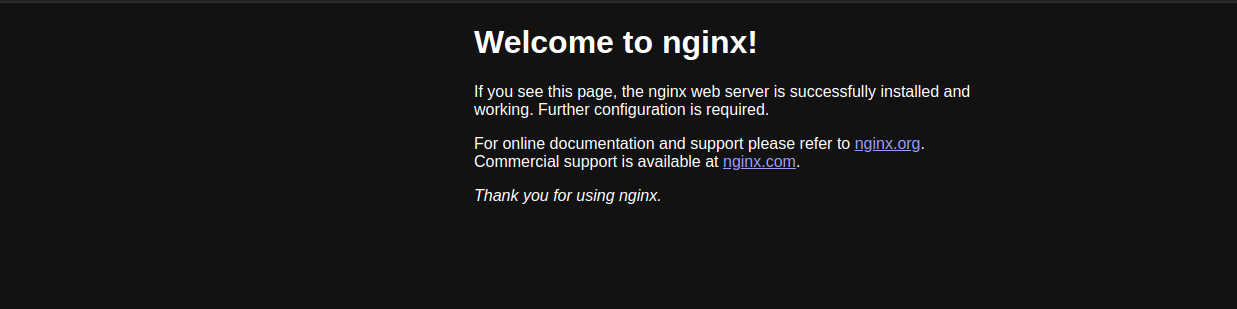 Welcome to nginx!
If you see this page, the nginx web server is successfully installed and
working. Further configuration is required.
For online documentation and support please refer to nginx.org.
Commercial support is available at nginx.com.
Thank you for using nginx.